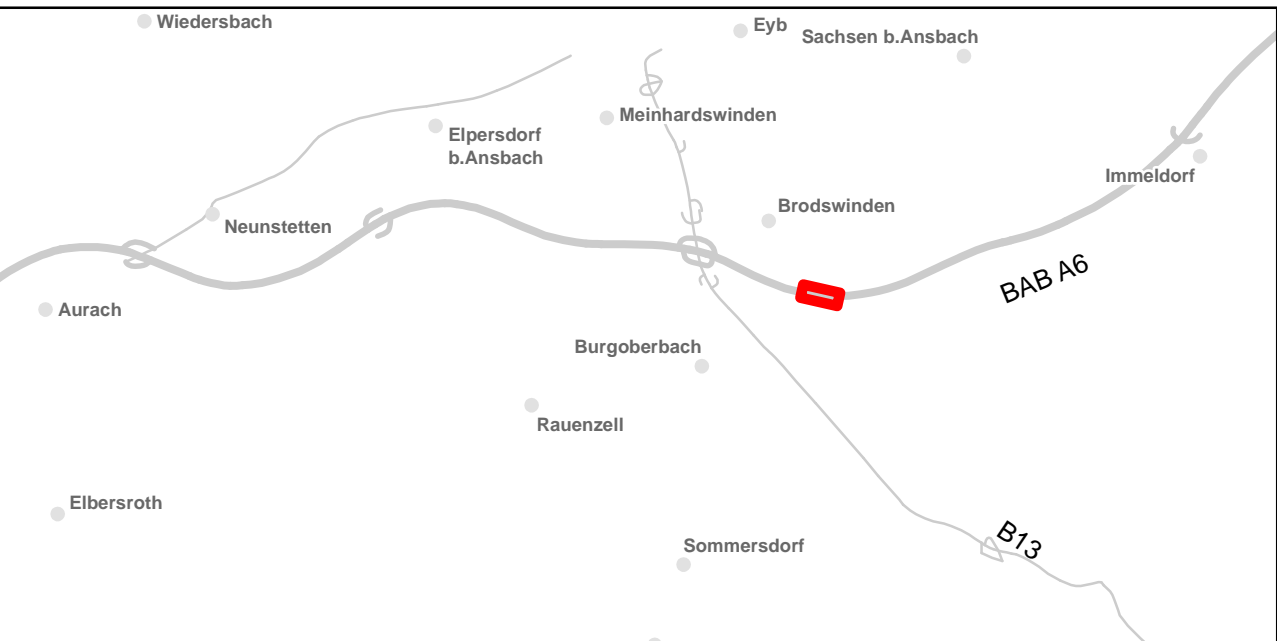 Wiedersbach
Eyb
Sachsen b.Ansbach
Meinhardswinden
Elpersdorf
b.Ansbach
Immeldorf
Brodswinden
Neunstetten
BAB A6
Aurach
Burgoberbach
Rauenzell
Elbersroth
B13
Sommersdorf